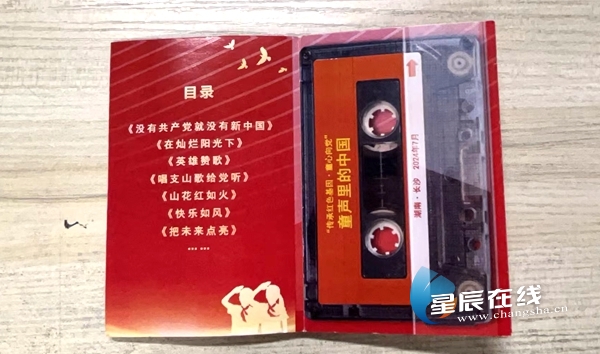 目录
《没有共产党就没有新中国》
《在灿烂阳光下》
《英雄赞歌》
《唱支山歌给党听》
《山花红如火》
《快乐如风》
《把未来点亮》
... ...
“传承红色基因·童心向党”
童声里的中国
湖南·长沙 2024年7月
星辰在线
www.changsha.cn